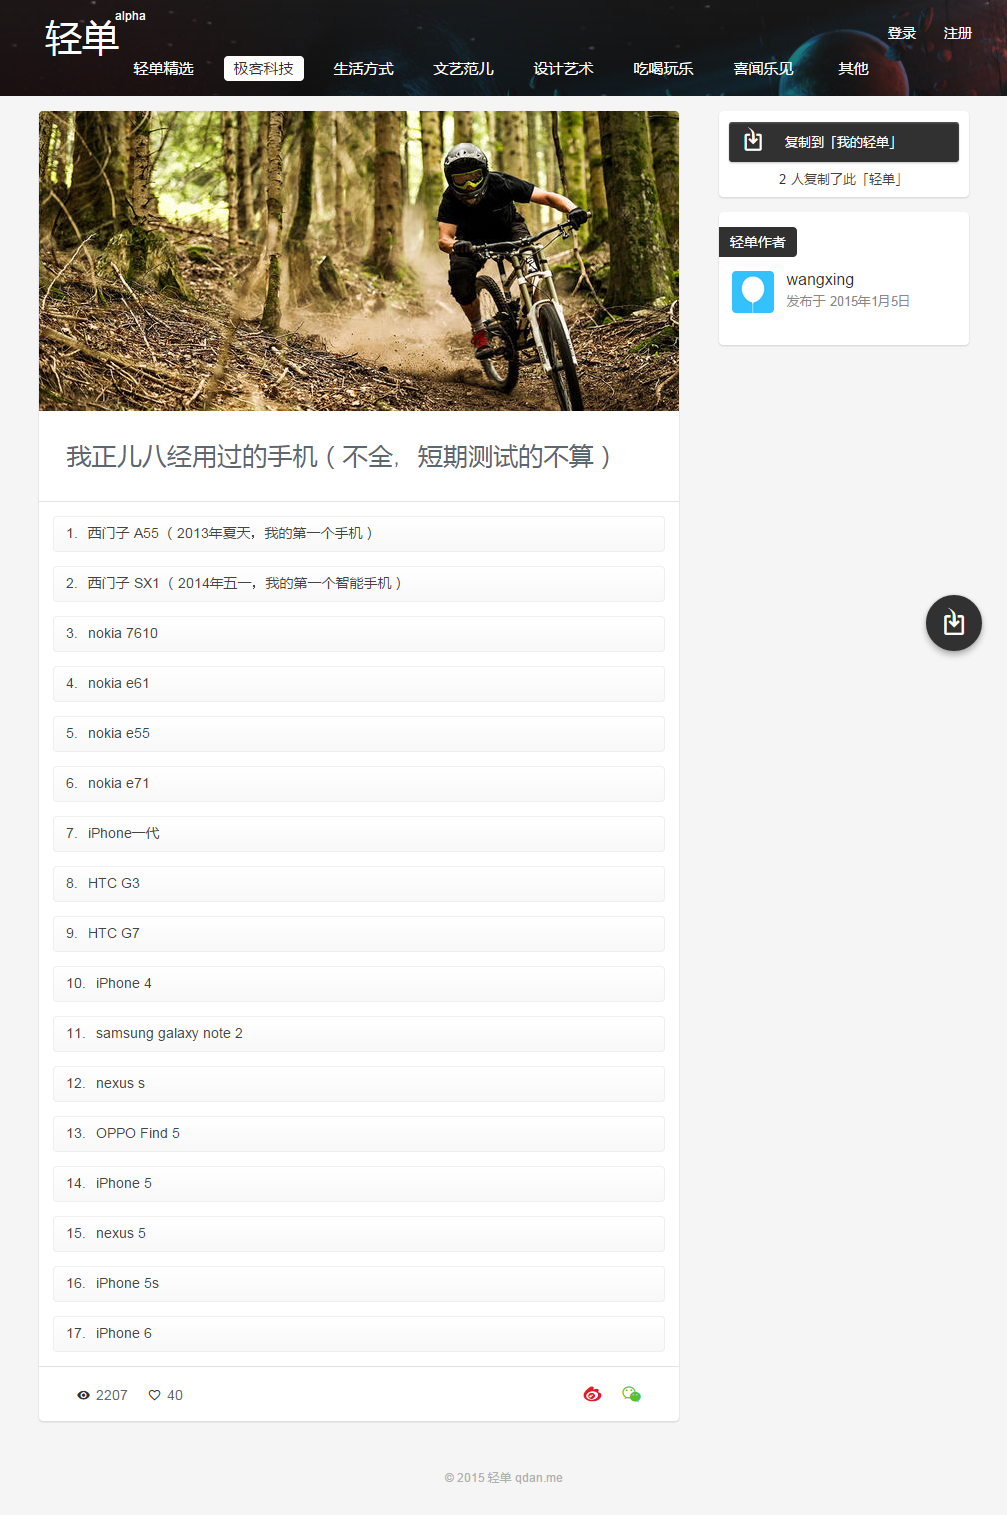 轻单 alpha
登录 注册
轻单精选 极客科技 生活方式 文艺范儿 设计艺术 吃喝玩乐 喜闻乐见 其他
复制到「我的轻单」
2 人复制了此「轻单」
轻单作者
wangxing
发布于 2015年1月5日
我正儿八经用过的手机（不全，短期测试的不算）
1. 西门子 A55 （2013年夏天，我的第一个手机）
2. 西门子 SX1 （2014年五一，我的第一个智能手机）
3. nokia 7610
4. nokia e61
5. nokia e55
6. nokia e71
7. iPhone一代
8. HTC G3
9. HTC G7
10. iPhone 4
11. samsung galaxy note 2
12. nexus s
13. OPPO Find 5
14. iPhone 5
15. nexus 5
16. iPhone 5s
17. iPhone 6
2207 40
© 2015 轻单 qdan.me